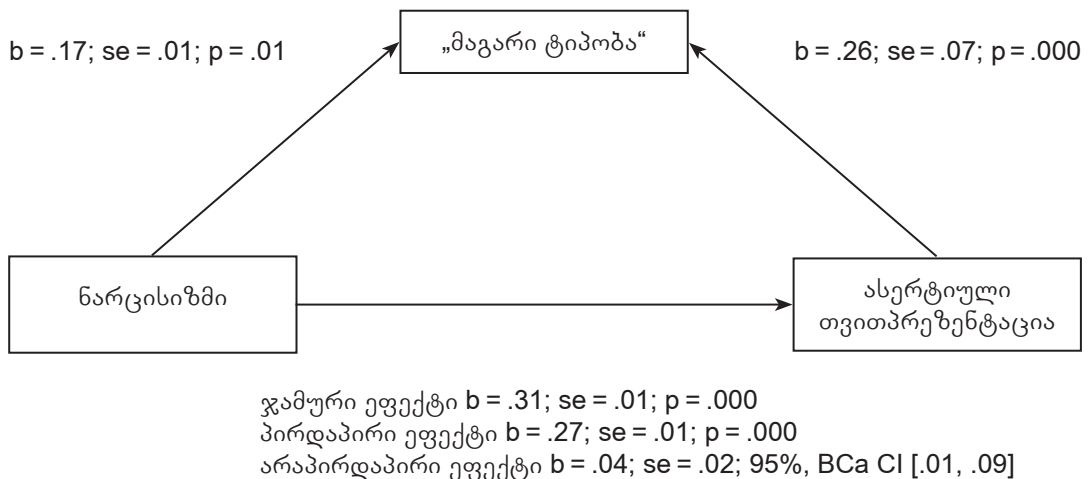 b = .17; se = .01; p = .01
„მაგარი ტიპობა“
b = .26; se = .07; p = .000
ნარცისიზმი
ასერტიული
თვითპრეზენტაცია
ჯამური ეფექტი b = .31; se = .01; p = .000
პირდაპირი ეფექტი b = .27; se = .01; p = .000
არაპირდაპირი ეფექტი b = .04; se = .02; 95%, BCa CI [.01, .09]